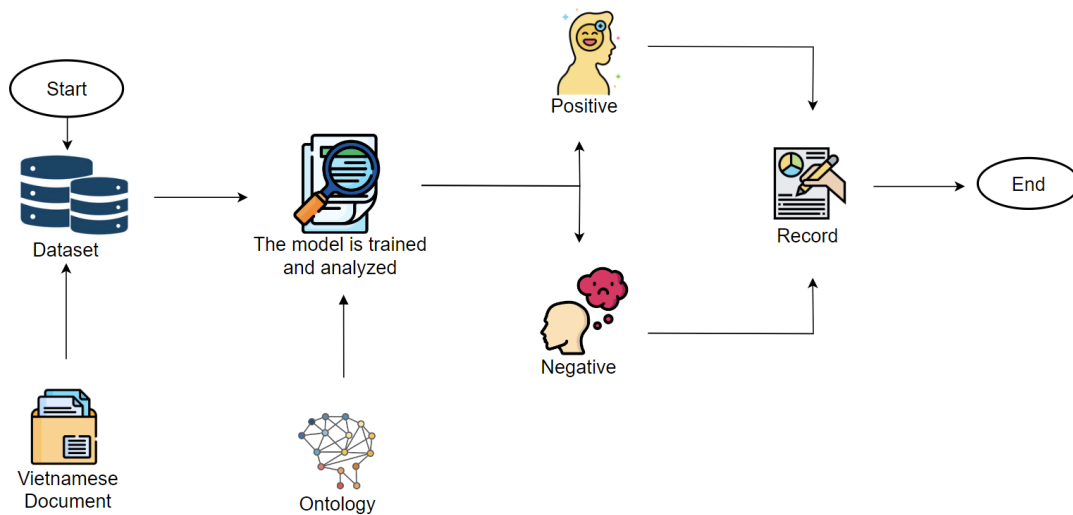 Start
Dataset
Vietnamese
Document
The model is trained
and analyzed
Ontology
Positive
Negative
Record
End